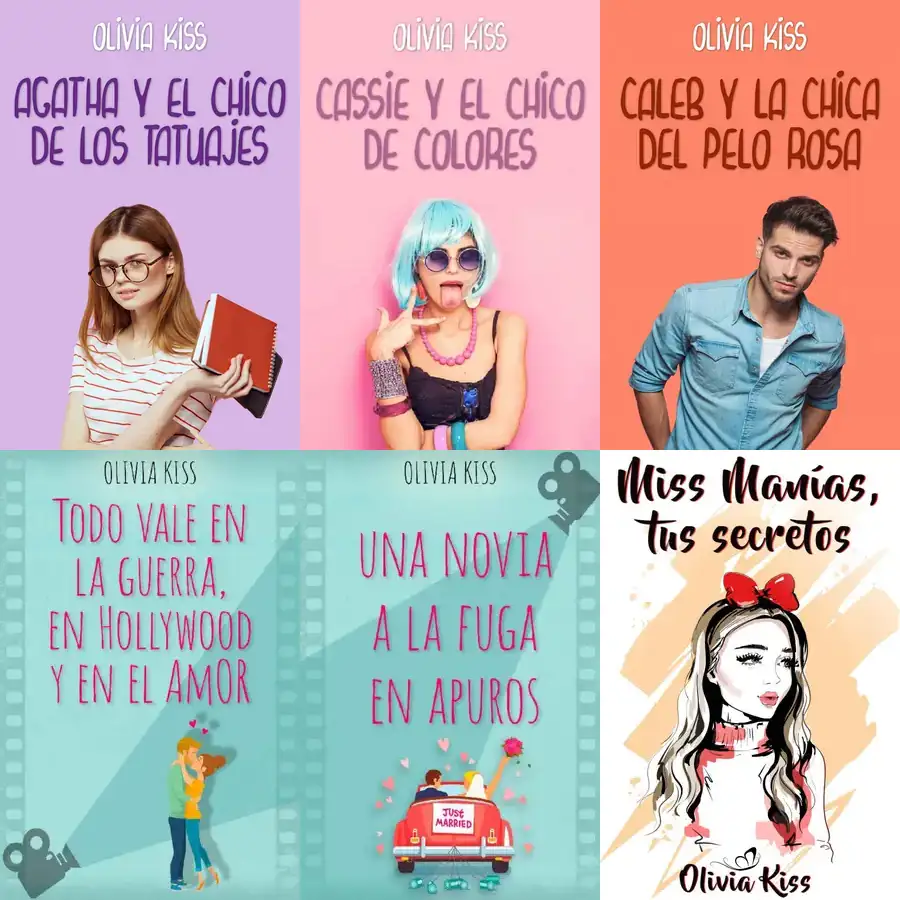 OLIVIA KISS
AGATHA Y EL CHICO
DE LOS TATUAJES
OLIVIA KISS
CASSIE Y EL CHICO
DE COLORES
OLIVIA KISS
CALEB Y LA CHICA
DEL PELO ROSA
OLIVIA KISS
TODO VALE EN
LA GUERRA,
EN HOLLYWOOD
Y EN EL AMOR
OLIVIA KISS
UNA NOVIA
A LA FUGA
EN APUROS
JUST
MARRIED
Miss Manías,
tus secretos
Olivia Kiss